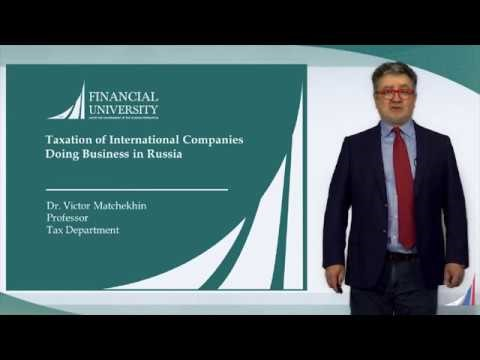 FINANCIAL
UNIVERSITY
Taxation of International Companies
Doing Business in Russia
Dr. Victor Matchekhin
Professor
Tax Department